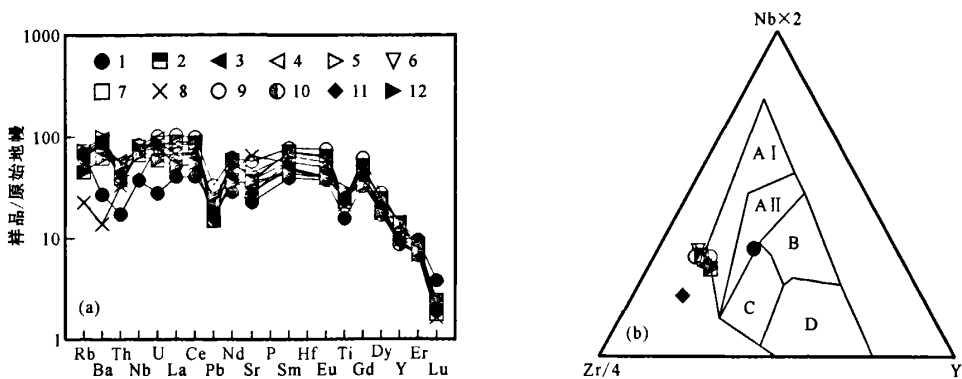 1000
100
10
1
样品/原始地幔
1 2 3 4 5 6
7 8 9 10 11 12
(a)
Rb Th U Ce Nd P Hf Ti Dy Er
Ba Nb La Pb Sr Sm Eu Gd Y Lu
Nb×2
AⅠ
AⅡ
B
C
D
(b)
Zr/4
Y